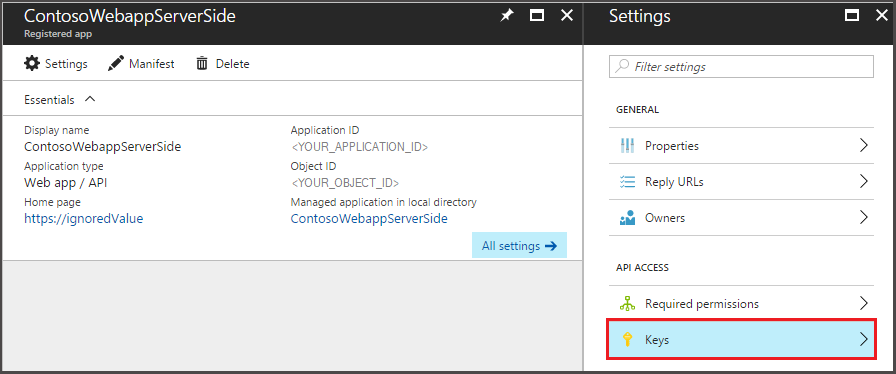 ContosoWebappServerSide
Registered app
Settings
Manifest
Delete
Essentials
Display name
ContosoWebappServerSide
Application type
Web app / API
Home page
https://ignoredValue
Application ID
<YOUR_APPLICATION_ID>
Object ID
<YOUR_OBJECT_ID>
Managed application in local directory
ContosoWebappServerSide
All settings
Settings
Filter settings
GENERAL
Properties
Reply URLs
Owners
API ACCESS
Required permissions
Keys